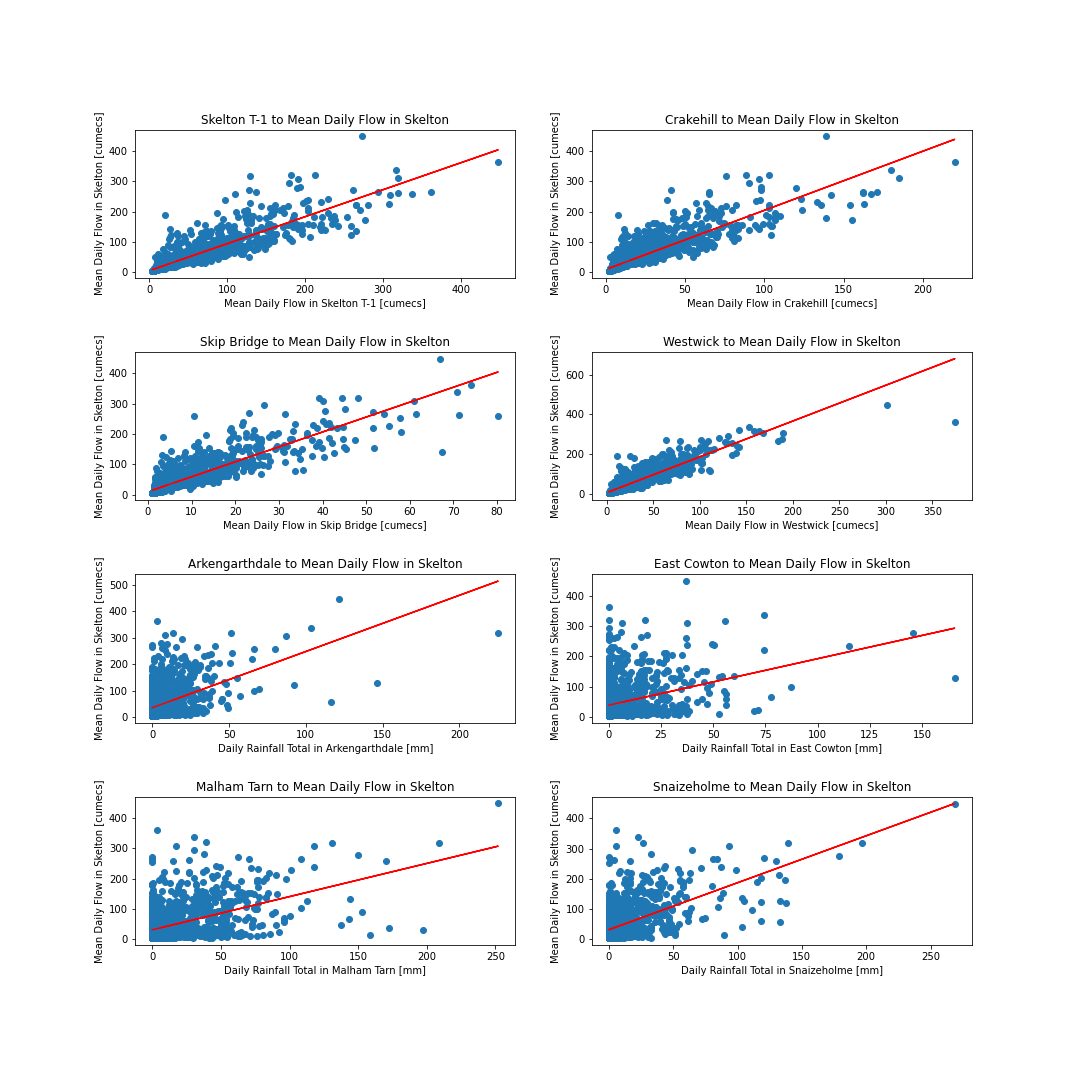 Skelton T-1 to Mean Daily Flow in Skelton
Mean Daily Flow in Skelton [cumecs]
400
300
200
100
0
0 100 200 300 400
Mean Daily Flow in Skelton T-1 [cumecs]
Crakehill to Mean Daily Flow in Skelton
Mean Daily Flow in Skelton [cumecs]
400
300
200
100
0
0 50 100 150 200
Mean Daily Flow in Crakehill [cumecs]
Skip Bridge to Mean Daily Flow in Skelton
Mean Daily Flow in Skelton [cumecs]
400
300
200
100
0
0 10 20 30 40 50 60 70 80
Mean Daily Flow in Skip Bridge [cumecs]
Westwick to Mean Daily Flow in Skelton
Mean Daily Flow in Skelton [cumecs]
600
400
200
0
0 50 100 150 200 250 300 350
Mean Daily Flow in Westwick [cumecs]
Arkengarthdale to Mean Daily Flow in Skelton
Mean Daily Flow in Skelton [cumecs]
500
400
300
200
100
0
0 50 100 150 200
Daily Rainfall Total in Arkengarthdale [mm]
East Cowton to Mean Daily Flow in Skelton
Mean Daily Flow in Skelton [cumecs]
400
300
200
100
0
0 25 50 75 100 125 150
Daily Rainfall Total in East Cowton [mm]
Malham Tarn to Mean Daily Flow in Skelton
Mean Daily Flow in Skelton [cumecs]
400
300
200
100
0
0 50 100 150 200 250
Daily Rainfall Total in Malham Tarn [mm]
Snaizeholme to Mean Daily Flow in Skelton
Mean Daily Flow in Skelton [cumecs]
400
300
200
100
0
0 50 100 150 200 250
Daily Rainfall Total in Snaizeholme [mm]